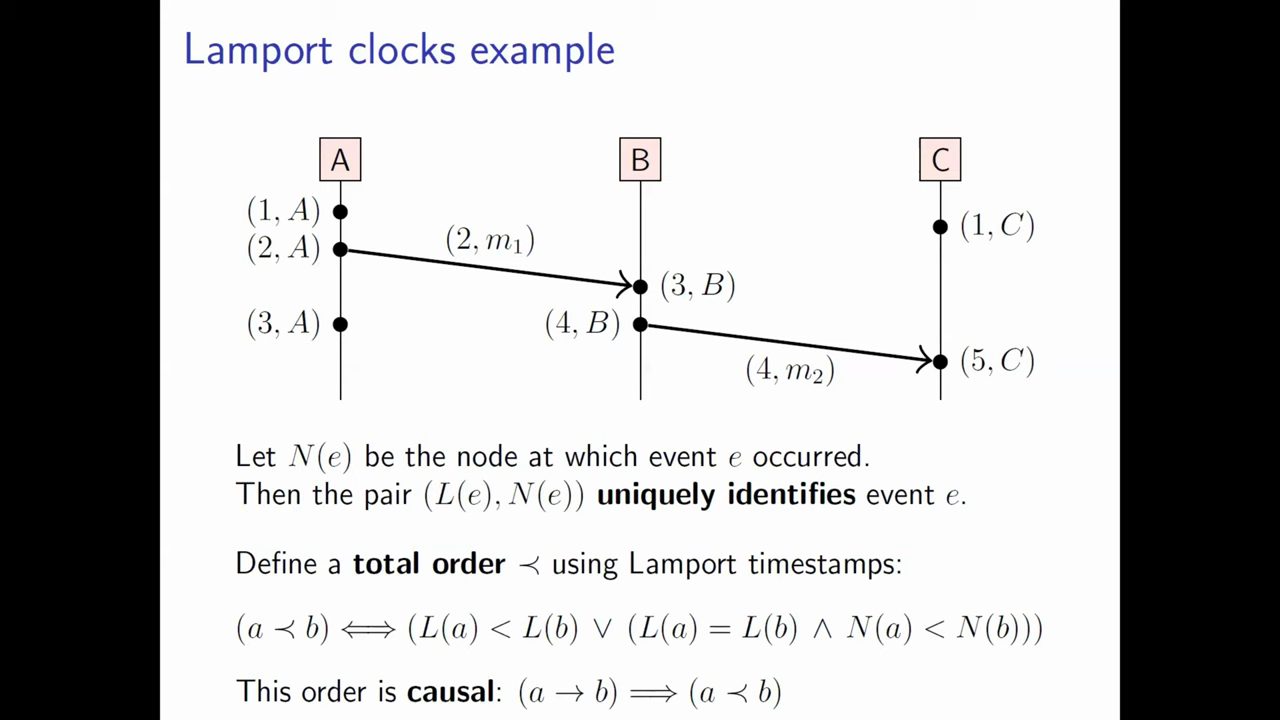 Lamport clocks example
A
B
C
(1, A)
(1, C)
(2, A)
(2, m₁)
(3, B)
(3, A)
(4, B)
(4, m₂)
(5, C)
Let N(e) be the node at which event e occurred.
Then the pair (L(e), N(e)) uniquely identifies event e.
Define a total order ≺ using Lamport timestamps:
(a ≺ b) ⟺ (L(a) < L(b) ∨ (L(a) = L(b) ∧ N(a) < N(b)))
This order is causal: (a → b) ⟹ (a ≺ b)